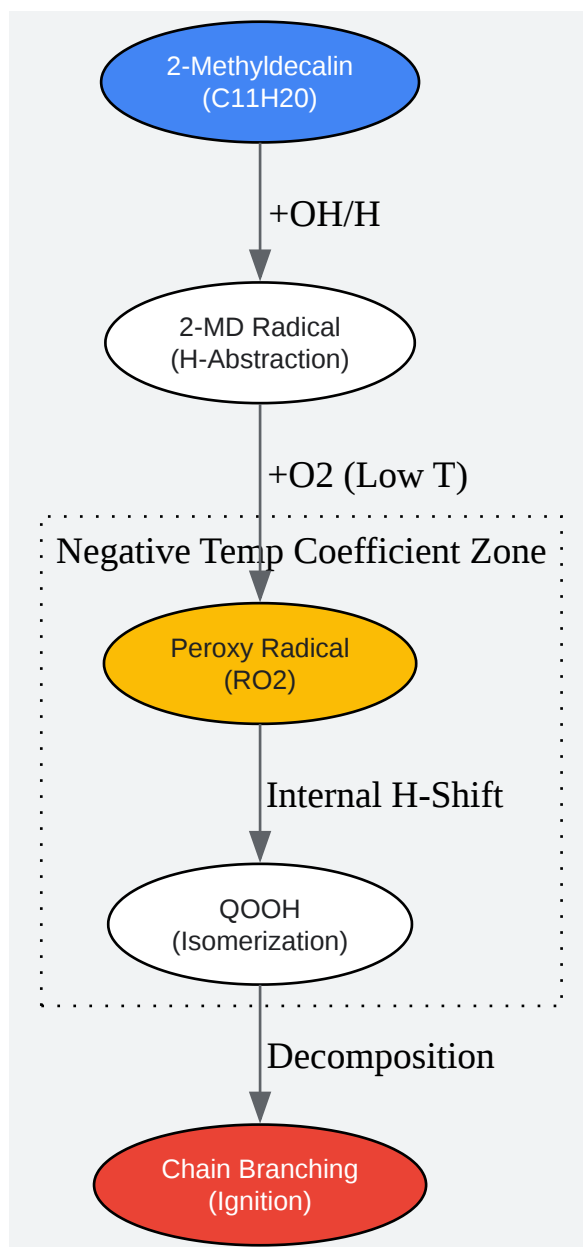 2-Methyldecalin
(C11H20)
+OH/H
2-MD Radical
(H-Abstraction)
+O2 (Low T)
Negative Temp Coefficient Zone
Peroxy Radical
(RO2)
Internal H-Shift
QOOH
(Isomerization)
Decomposition
Chain Branching
(Ignition)